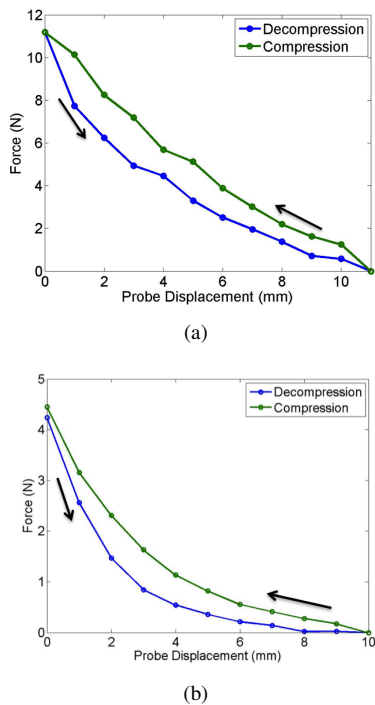 12
10
8
6
4
2
0
Force (N)
Decompression
Compression
0 2 4 6 8 10
Probe Displacement (mm)
(a)
5
4
3
2
1
0
Force (N)
Decompression
Compression
0 2 4 6 8 10
Probe Displacement (mm)
(b)